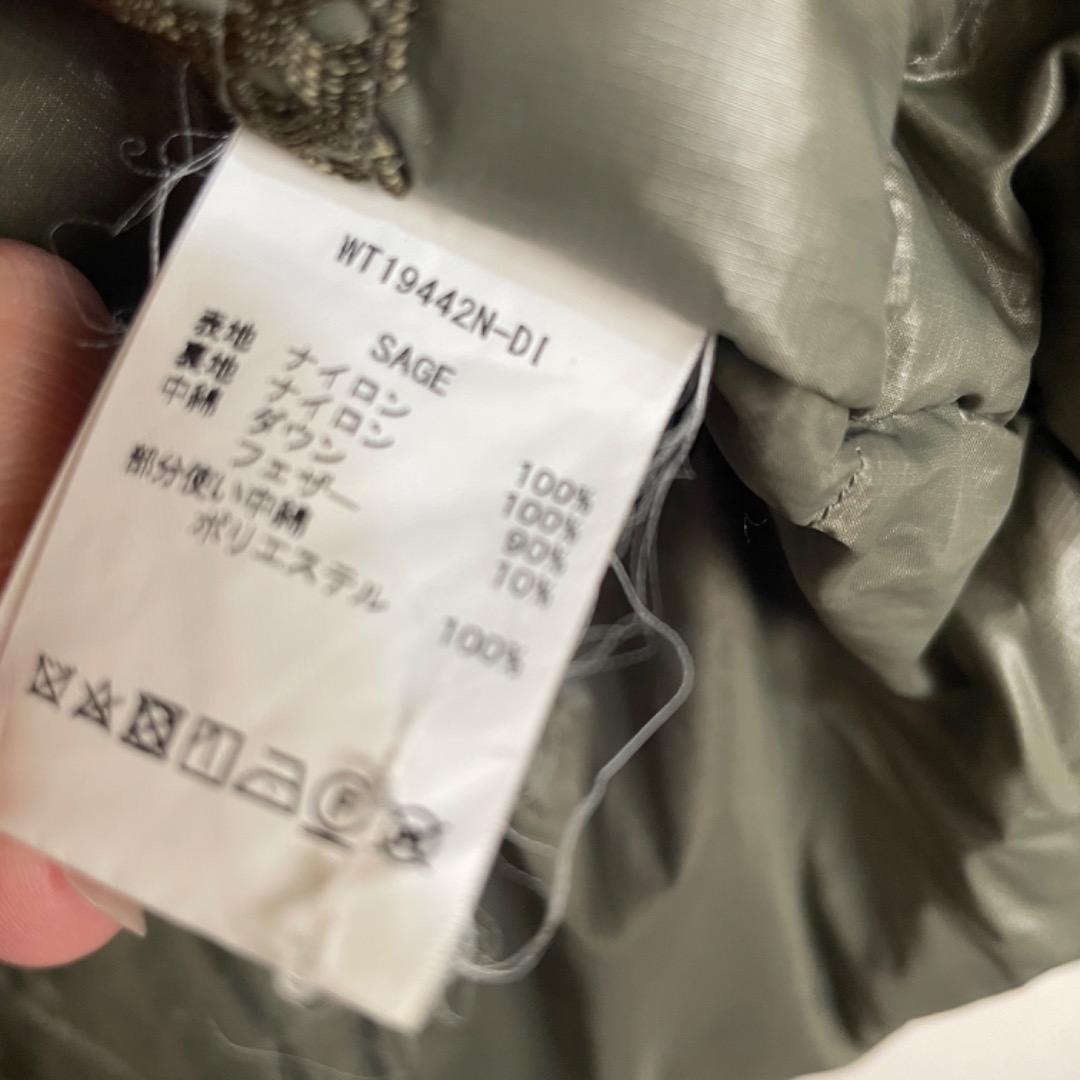 WT19442N-DI
SAGE
表地 ナイロン 100%
裏地 ナイロン 100%
中綿 ダウン 90%
フェザー 10%
部分使い中綿
ポリエステル 100%
F